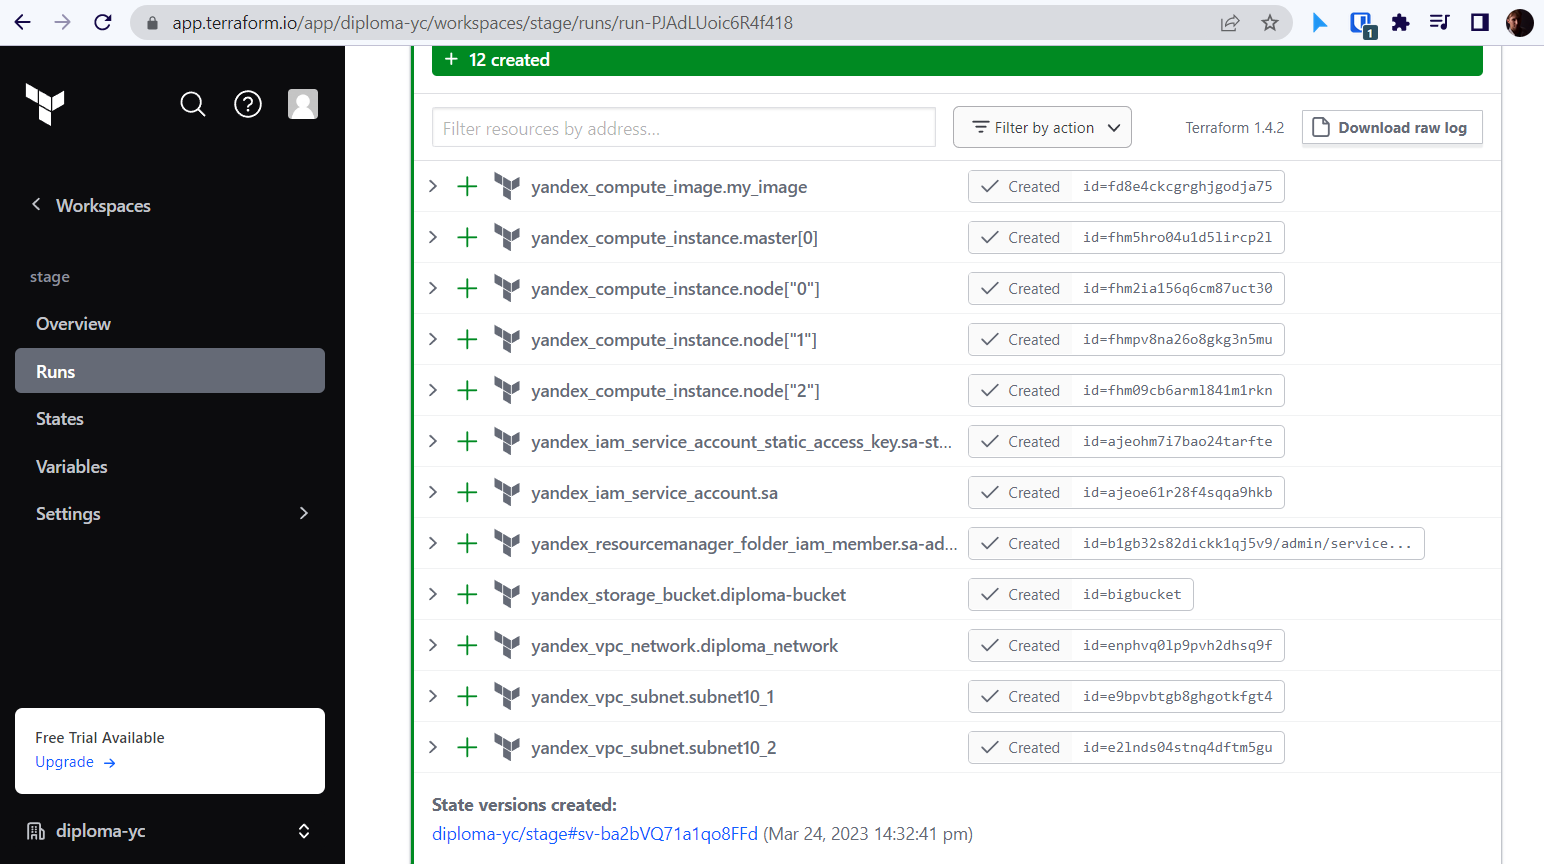 app.terraform.io/app/diploma-yc/workspaces/stage/runs/run-PJAdLUoic6R4f418
1
+ 12 created
Filter resources by address...
Filter by action
Terraform 1.4.2
Download raw log
Workspaces
stage
Overview
Runs
States
Variables
Settings
Free Trial Available
Upgrade →
diploma-yc
yandex_compute_image.my_image Created id=fd8e4ckcgrghjgodja75
yandex_compute_instance.master[0] Created id=fhm5hro04u1d5lircp2l
yandex_compute_instance.node["0"] Created id=fhm2ia156q6cm87uct30
yandex_compute_instance.node["1"] Created id=fhmpv8na26o8gkg3n5mu
yandex_compute_instance.node["2"] Created id=fhm09cb6arml841m1rkn
yandex_iam_service_account_static_access_key.sa-st... Created id=ajeohm7i7bao24tarfte
yandex_iam_service_account.sa Created id=ajeoe61r28f4sqqa9hkb
yandex_resourcemanager_folder_iam_member.sa-ad... Created id=b1gb32s82dickk1qj5v9/admin/service...
yandex_storage_bucket.diploma-bucket Created id=bigbucket
yandex_vpc_network.diploma_network Created id=enphvq0lp9pvh2dhsq9f
yandex_vpc_subnet.subnet10_1 Created id=e9bpvbtgb8ghgotkfgt4
yandex_vpc_subnet.subnet10_2 Created id=e2lnds04stnq4dftm5gu
State versions created:
diploma-yc/stage#sv-ba2bVQ71a1qo8FFd (Mar 24, 2023 14:32:41 pm)